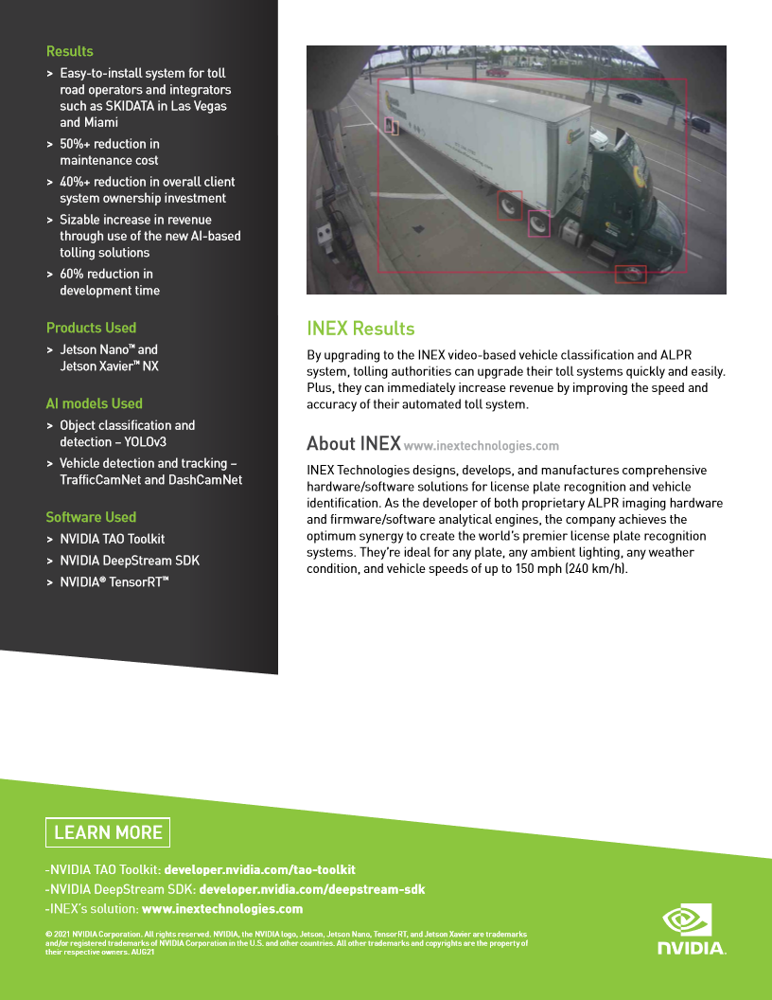 Results
> Easy-to-install system for toll
road operators and integrators
such as SKIDATA in Las Vegas
and Miami
> 50%+ reduction in
maintenance cost
> 40%+ reduction in overall client
system ownership investment
> Sizable increase in revenue
through use of the new AI-based
tolling solutions
> 60% reduction in
development time
Products Used
> Jetson Nano™ and
Jetson Xavier™ NX
AI models Used
> Object classification and
detection – YOLOv3
> Vehicle detection and tracking –
TrafficCamNet and DashCamNet
Software Used
> NVIDIA TAO Toolkit
> NVIDIA DeepStream SDK
> NVIDIA® TensorRT™
INEX Results
By upgrading to the INEX video-based vehicle classification and ALPR
system, tolling authorities can upgrade their toll systems quickly and easily.
Plus, they can immediately increase revenue by improving the speed and
accuracy of their automated toll system.
About INEX www.inextechnologies.com
INEX Technologies designs, develops, and manufactures comprehensive
hardware/software solutions for license plate recognition and vehicle
identification. As the developer of both proprietary ALPR imaging hardware
and firmware/software analytical engines, the company achieves the
optimum synergy to create the world's premier license plate recognition
systems. They're ideal for any plate, any ambient lighting, any weather
condition, and vehicle speeds of up to 150 mph (240 km/h).
LEARN MORE
-NVIDIA TAO Toolkit: developer.nvidia.com/tao-toolkit
-NVIDIA DeepStream SDK: developer.nvidia.com/deepstream-sdk
-INEX's solution: www.inextechnologies.com
© 2021 NVIDIA Corporation. All rights reserved. NVIDIA, the NVIDIA logo, Jetson, Jetson Nano, TensorRT, and Jetson Xavier are trademarks
and/or registered trademarks of NVIDIA Corporation in the U.S. and other countries. All other trademarks and copyrights are the property of
their respective owners. AUG21
NVIDIA.